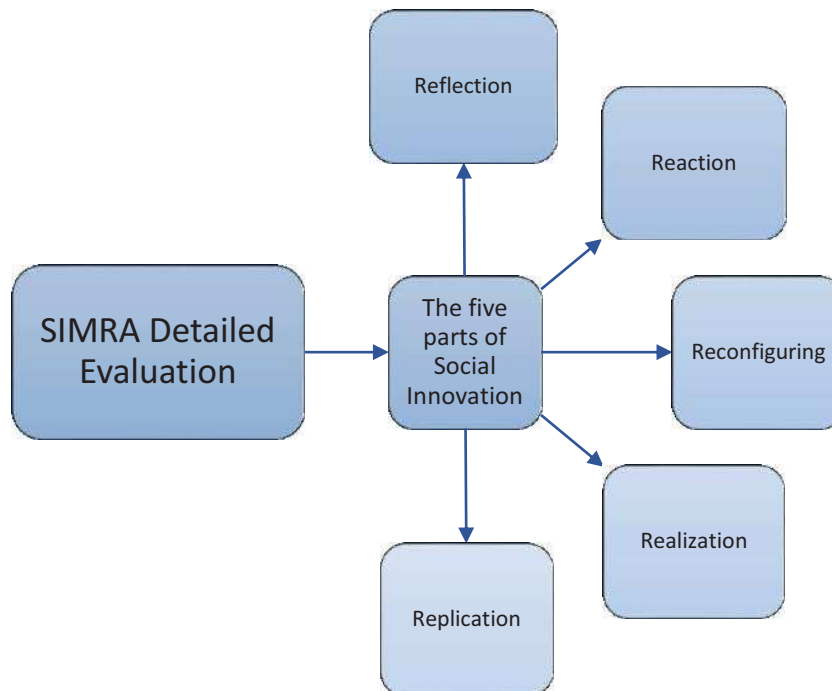 Reflection
Reaction
SIMRA Detailed
Evaluation
The five
parts of
Social
Innovation
Reconfiguring
Realization
Replication